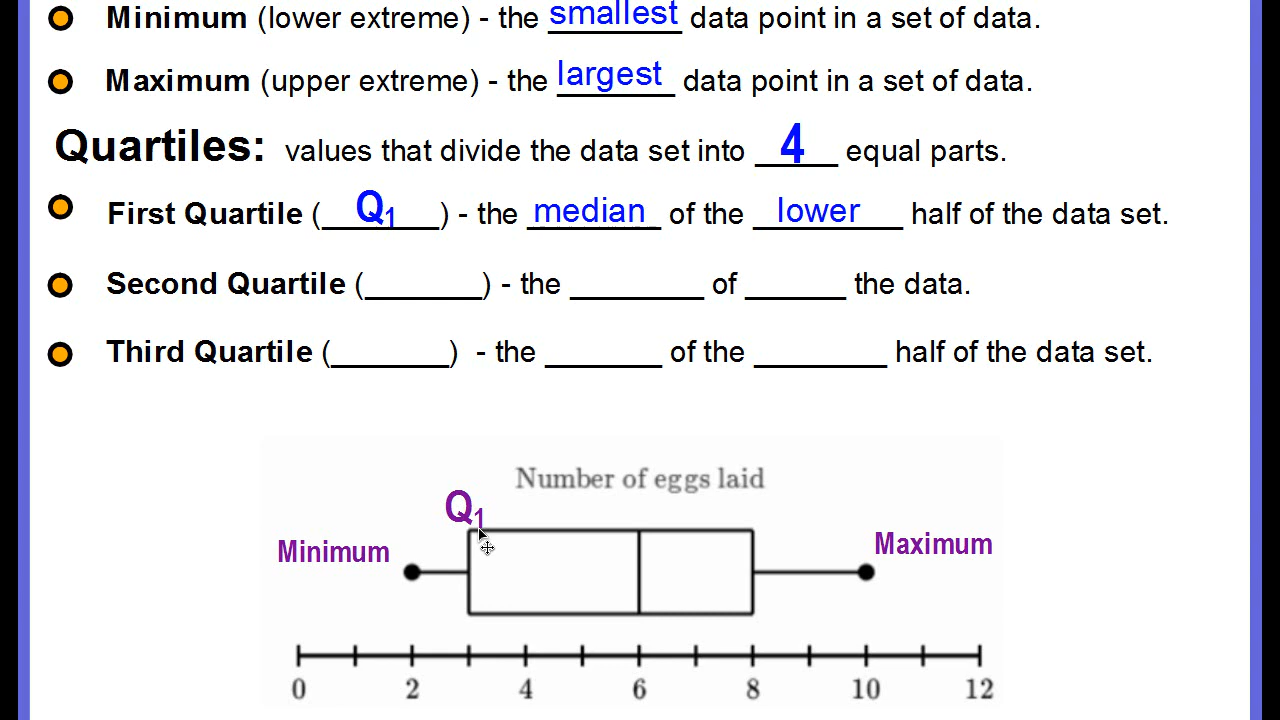 Minimum (lower extreme) - the smallest data point in a set of data.
Maximum (upper extreme) - the largest data point in a set of data.
Quartiles: values that divide the data set into 4 equal parts.
First Quartile (Q1) - the median of the lower half of the data set.
Second Quartile (_______) - the ________ of ______ the data.
Third Quartile (_______) - the _______ of the ________ half of the data set.
Number of eggs laid
Q1
Minimum
Maximum
0 2 4 6 8 10 12